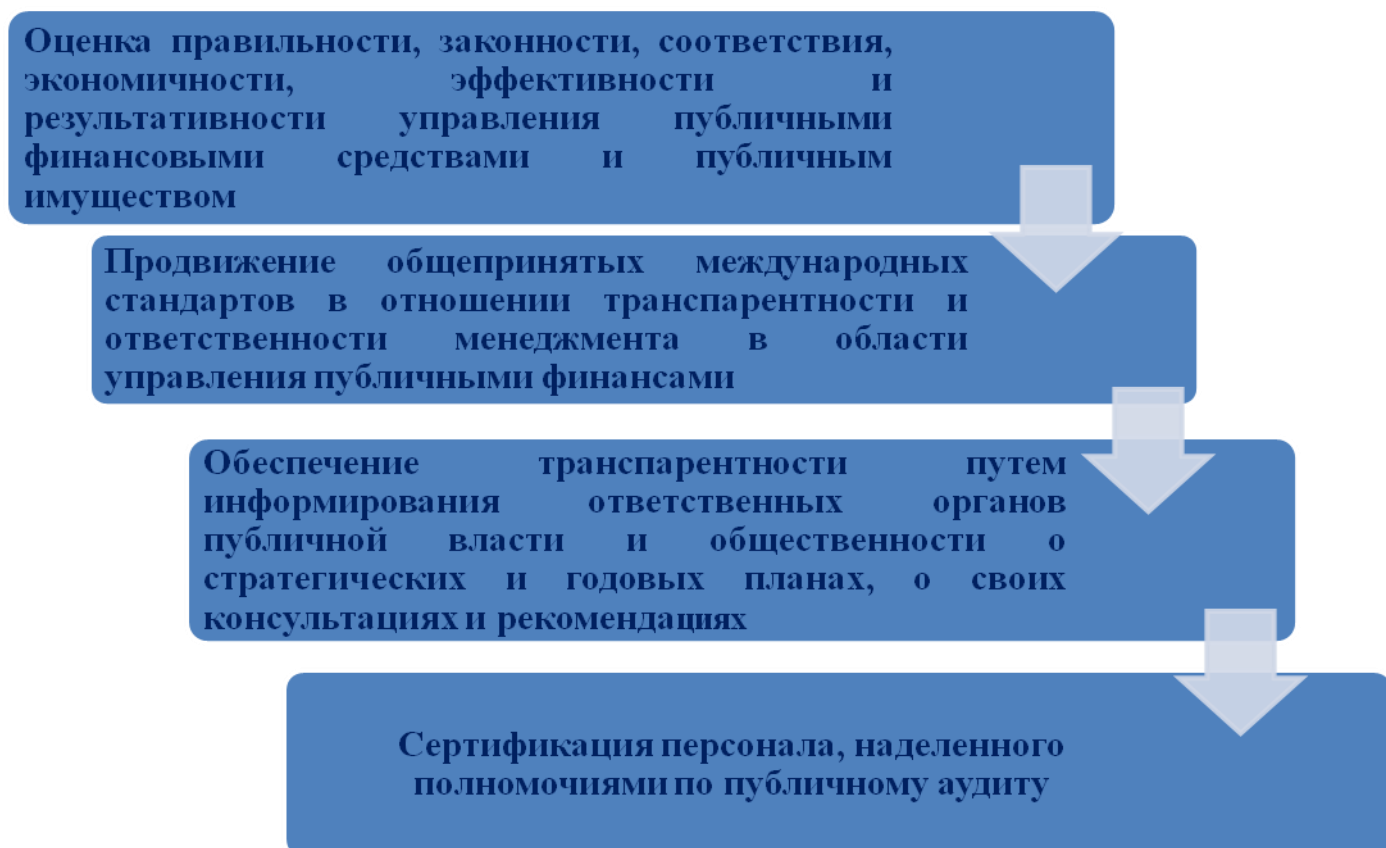 Оценка правильности, законности, соответствия,
экономичности, эффективности и
результативности управления публичными
финансовыми средствами и публичным
имуществом
Продвижение общепринятых международных
стандартов в отношении транспарентности и
ответственности менеджмента в области
управления публичными финансами
Обеспечение транспарентности путем
информирования ответственных органов
публичной власти и общественности о
стратегических и годовых планах, о своих
консультациях и рекомендациях
Сертификация персонала, наделенного
полномочиями по публичному аудиту